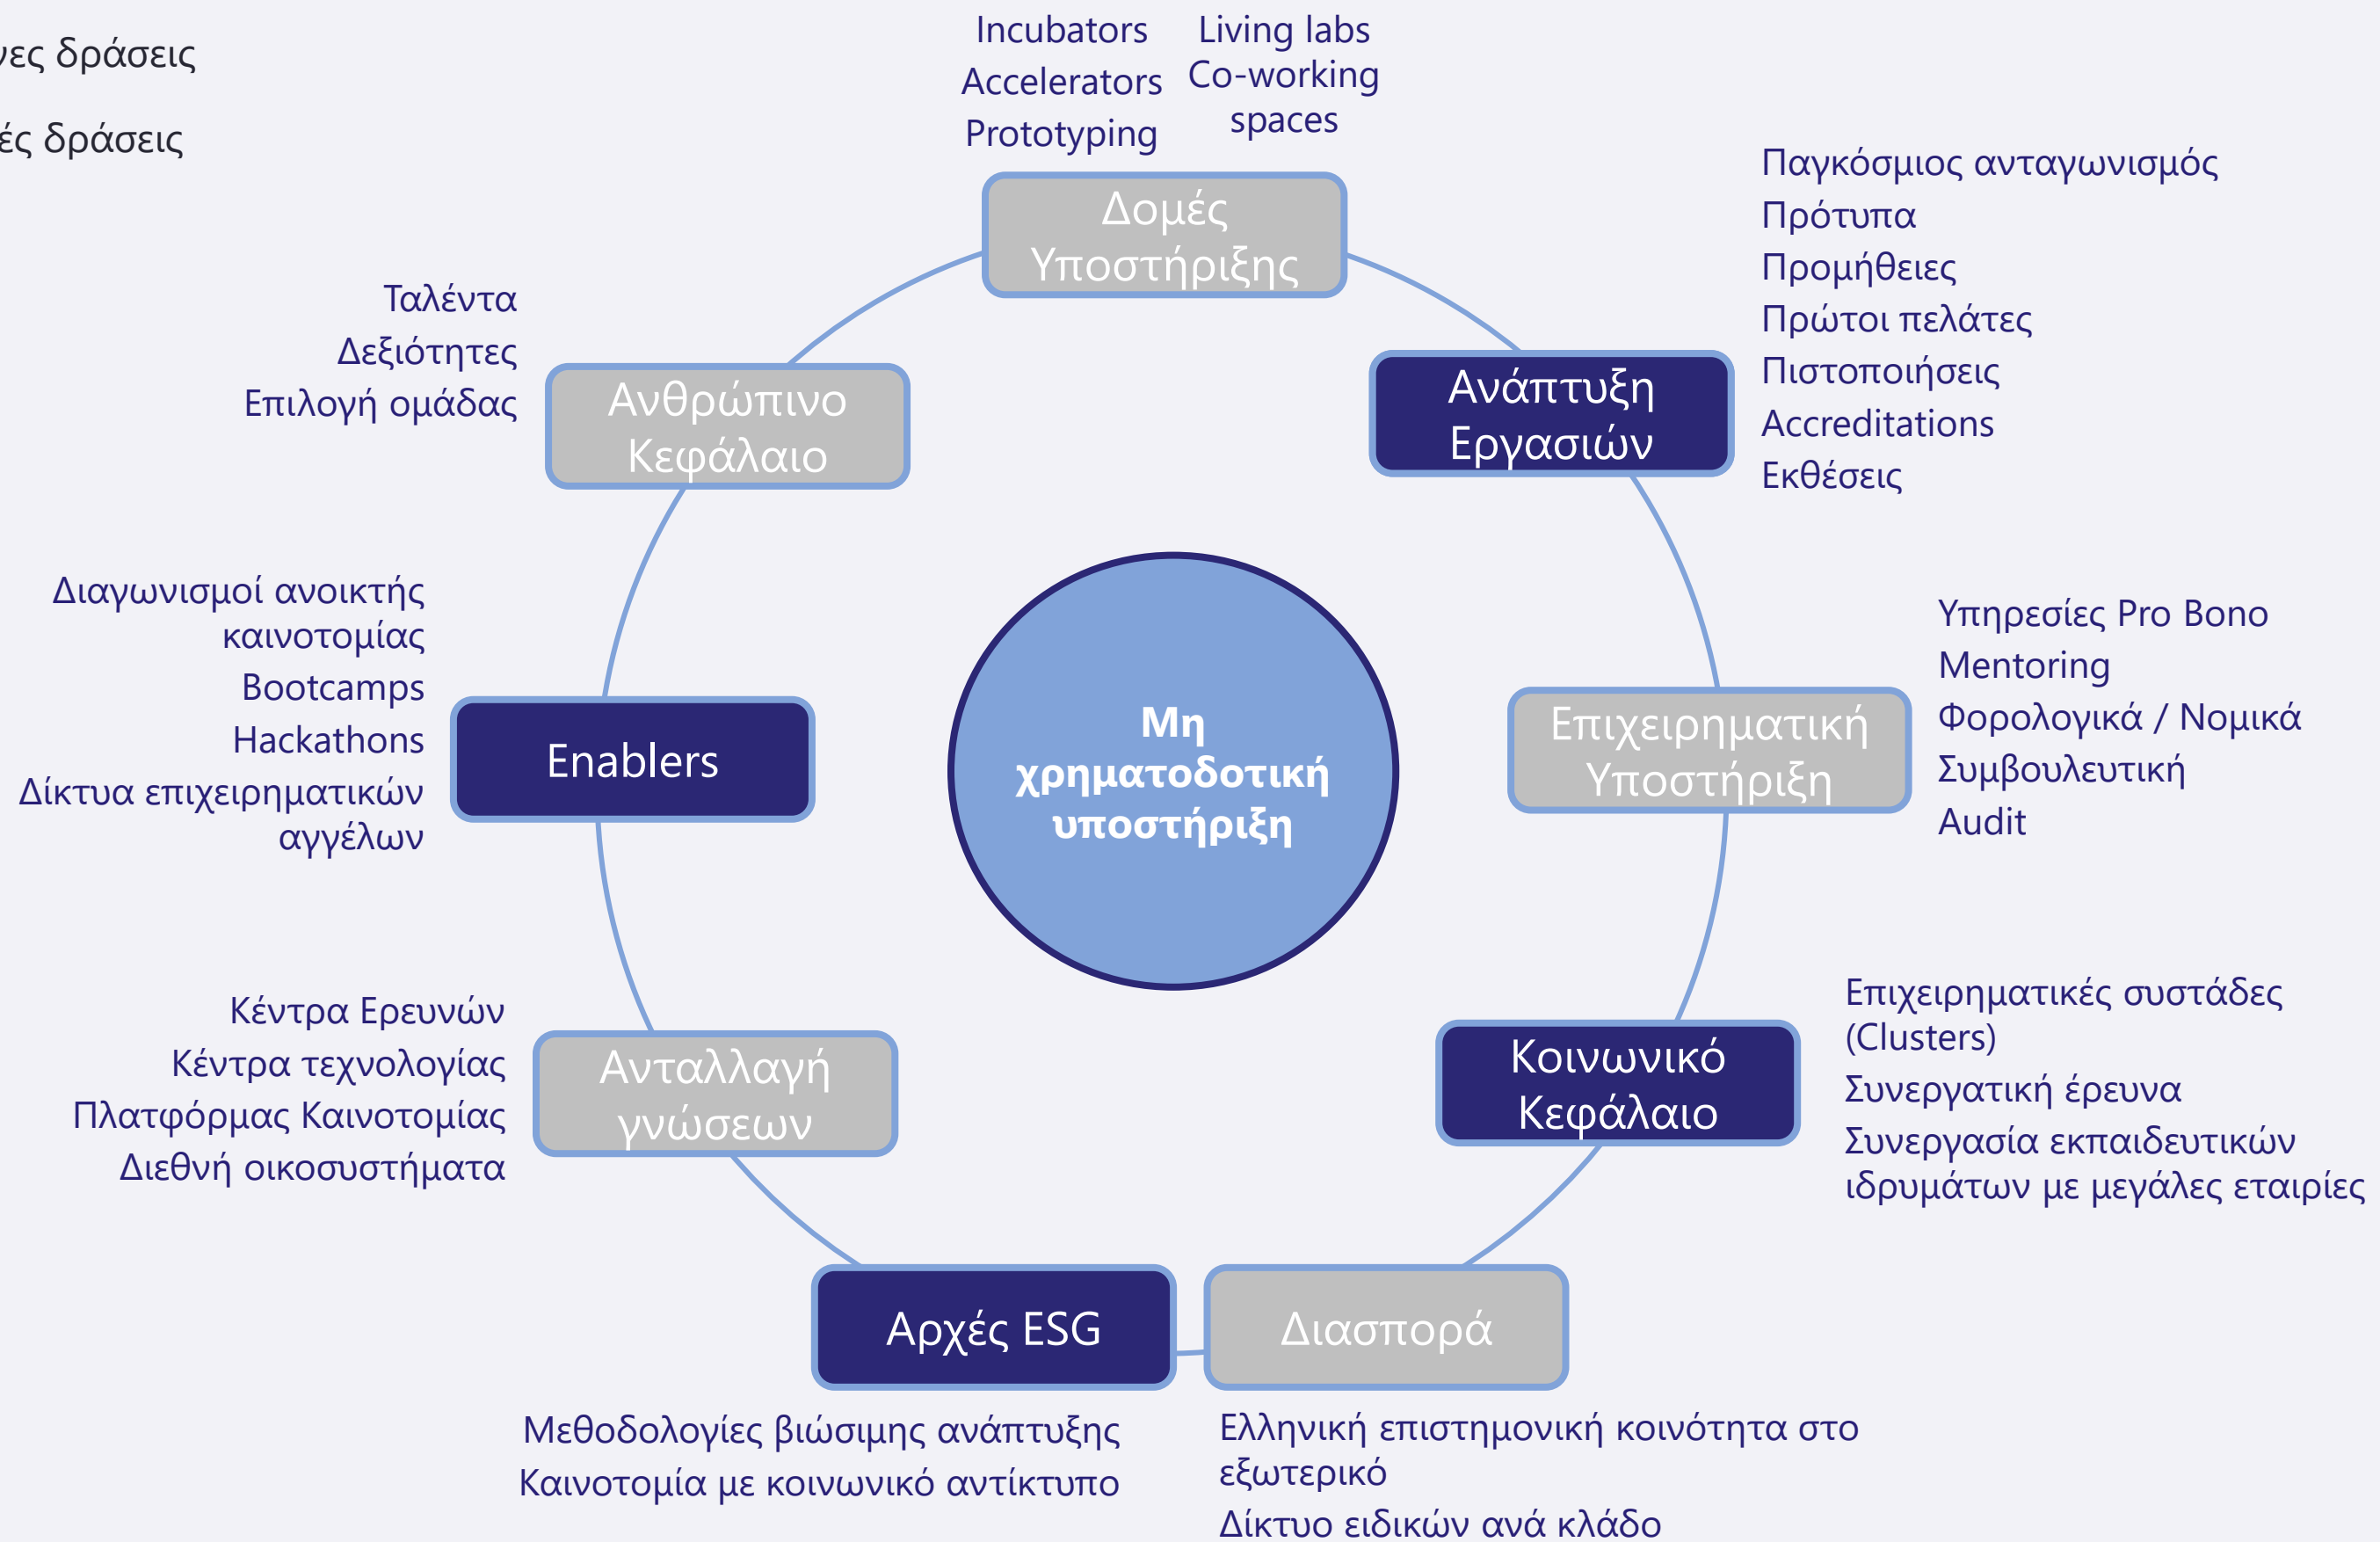 δράσεις
δράσεις
Incubators
Accelerators
Prototyping
Living labs
Co-working
spaces
Δομές
Υποστήριξης
Παγκόσμιος ανταγωνισμός
Πρότυπα
Προμήθειες
Πρώτοι πελάτες
Πιστοποιήσεις
Accreditations
Εκθέσεις
Ανάπτυξη
Εργασιών
Ταλέντα
Δεξιότητες
Επιλογή ομάδας
Ανθρώπινο
Κεφάλαιο
Διαγωνισμοί ανοικτής
καινοτομίας
Bootcamps
Hackathons
Δίκτυα επιχειρηματικών
αγγέλων
Enablers
Μη
χρηματοδοτική
υποστήριξη
Επιχειρηματική
Υποστήριξη
Υπηρεσίες Pro Bono
Mentoring
Φορολογικά / Νομικά
Συμβουλευτική
Audit
Κέντρα Ερευνών
Κέντρα τεχνολογίας
Πλατφόρμας Καινοτομίας
Διεθνή οικοσυστήματα
Ανταλλαγή
γνώσεων
Κοινωνικό
Κεφάλαιο
Επιχειρηματικές συστάδες
(Clusters)
Συνεργατική έρευνα
Συνεργασία εκπαιδευτικών
ιδρυμάτων με μεγάλες εταιρίες
Αρχές ESG
Διασπορά
Μεθοδολογίες βιώσιμης ανάπτυξης
Καινοτομία με κοινωνικό αντίκτυπο
Ελληνική επιστημονική κοινότητα στο
εξωτερικό
Δίκτυο ειδικών ανά κλάδο